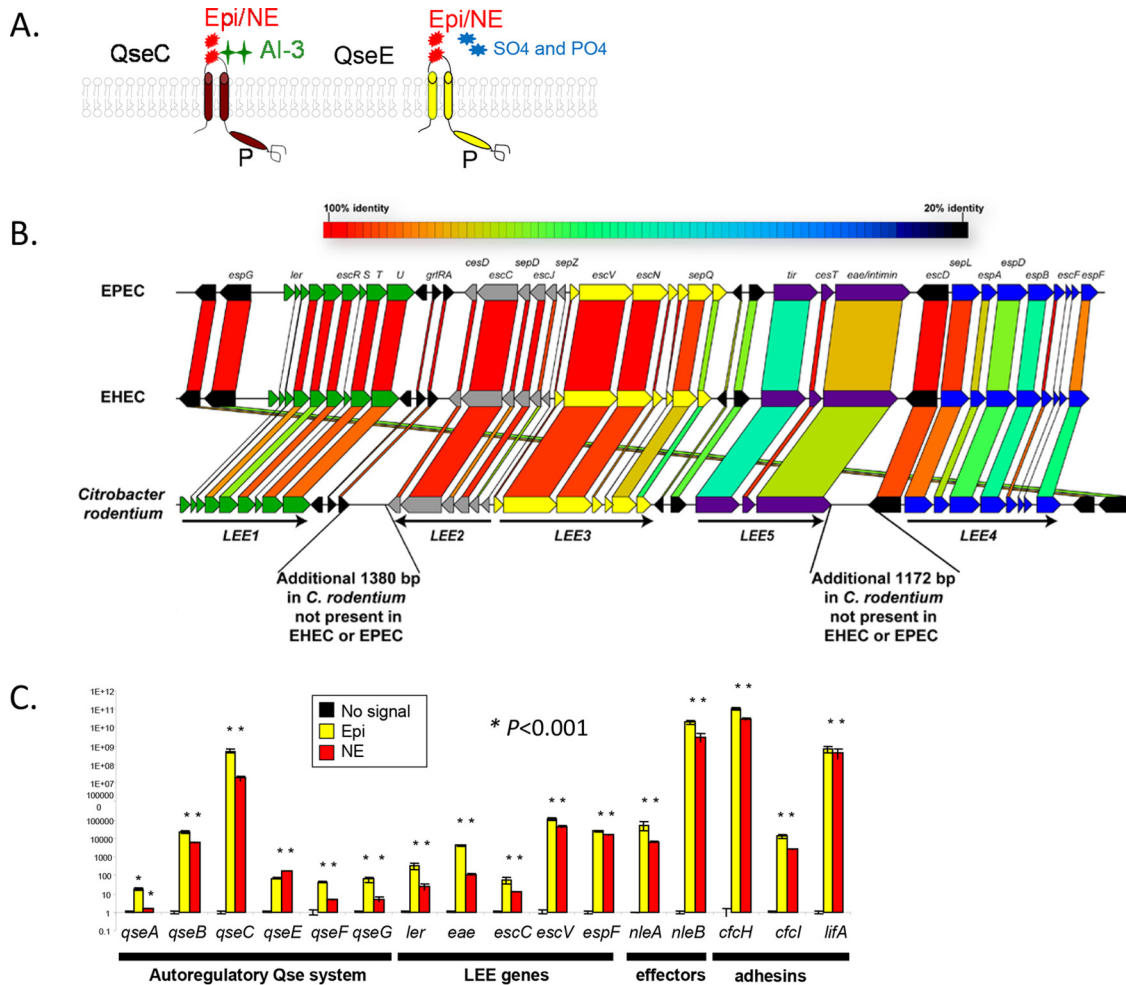 A.
Epi/NE
QseC
AI-3
P
Epi/NE
QseE
SO4 and PO4
P
B.
100% identity
20% identity
espG ler escR S T U grlRA cesD escC sepD escJ sepZ escV escN sepQ tir cesT eae/intimin escD sepL espA espD espB escF espF
EPEC
EHEC
Citrobacter
rodentium
LEE1 LEE2 LEE3 LEE5 LEE4
Additional 1380 bp
in C. rodentium
not present in
EHEC or EPEC
Additional 1172 bp
in C. rodentium
not present in
EHEC or EPEC
C.
1E+12
1E+11
1E+10
1E+09
1E+08
1E+07
100000
0
100000
10000
1000
100
10
1
0.1
No signal
Epi
NE
* P<0.001
* * * * * * * * * * * * * * * * * * * * * * * * * * * * * * * *
qseA qseB qseC qseE qseF qseG ler eae escC escV espF nleA nleB cfcH cfcI lifA
Autoregulatory Qse system LEE genes effectors adhesins